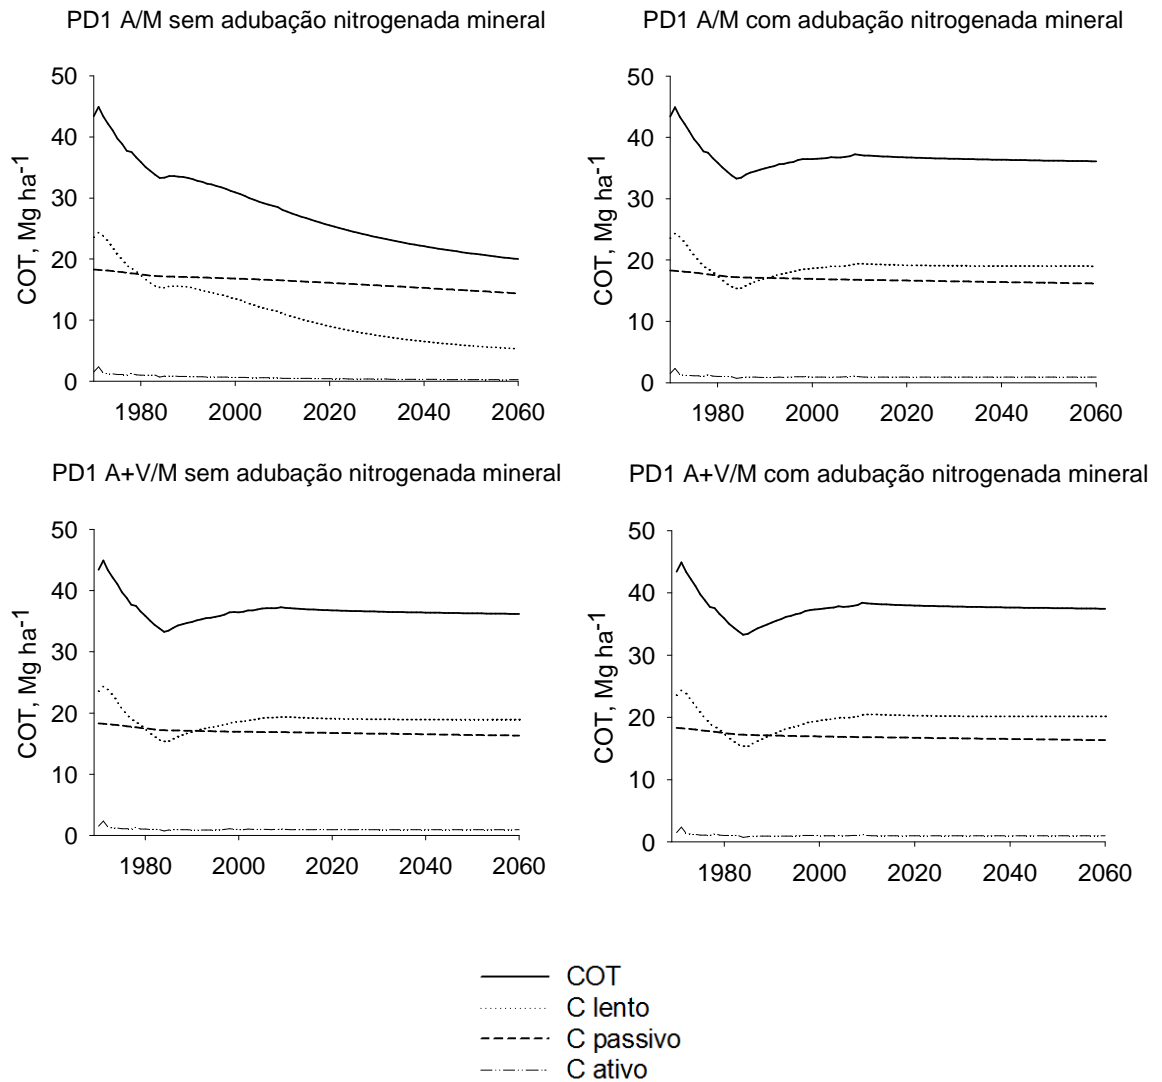 PD1 A/M sem adubação nitrogenada mineral
PD1 A/M com adubação nitrogenada mineral
COT, Mg ha-1
50
40
30
20
10
0
1980 2000 2020 2040 2060
COT, Mg ha-1
50
40
30
20
10
0
1980 2000 2020 2040 2060
PD1 A+V/M sem adubação nitrogenada mineral
PD1 A+V/M com adubação nitrogenada mineral
COT, Mg ha-1
50
40
30
20
10
0
1980 2000 2020 2040 2060
COT, Mg ha-1
50
40
30
20
10
0
1980 2000 2020 2040 2060
COT
C lento
C passivo
C ativo